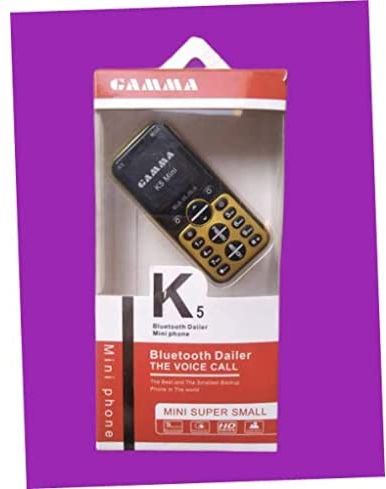 GAMMA
GAMMA
K5 Mini
K5
Bluetooth Dailer
Mini phone
Mini phone
Bluetooth Dailer
THE VOICE CALL
The Best and The Smallest Backup
Phone in The world
MINI SUPER SMALL
HD